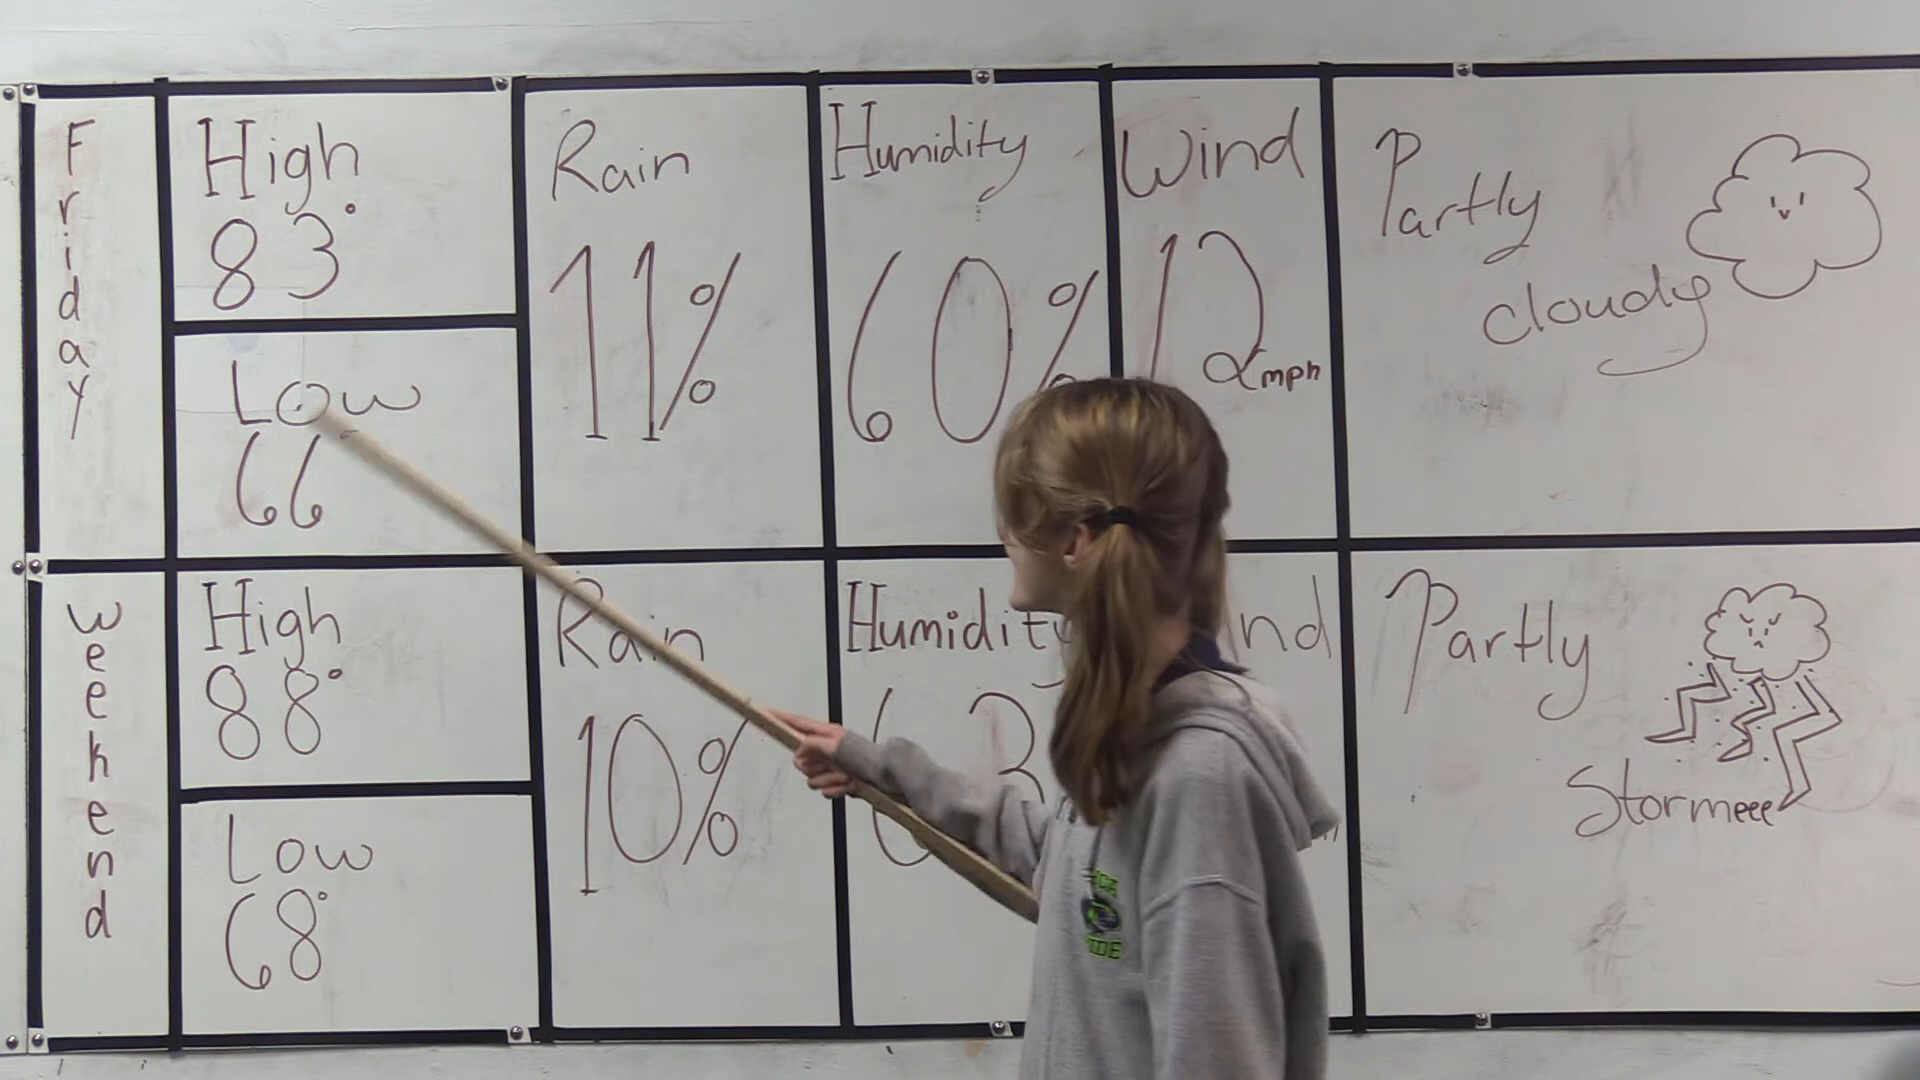 Friday
High
83°
Low
66
Rain
11%
Humidity
60%
Wind
12 mph
Partly
cloudy
Weekend
High
88°
Low
68°
Rain
10%
Humidity
Partly
Stormeee